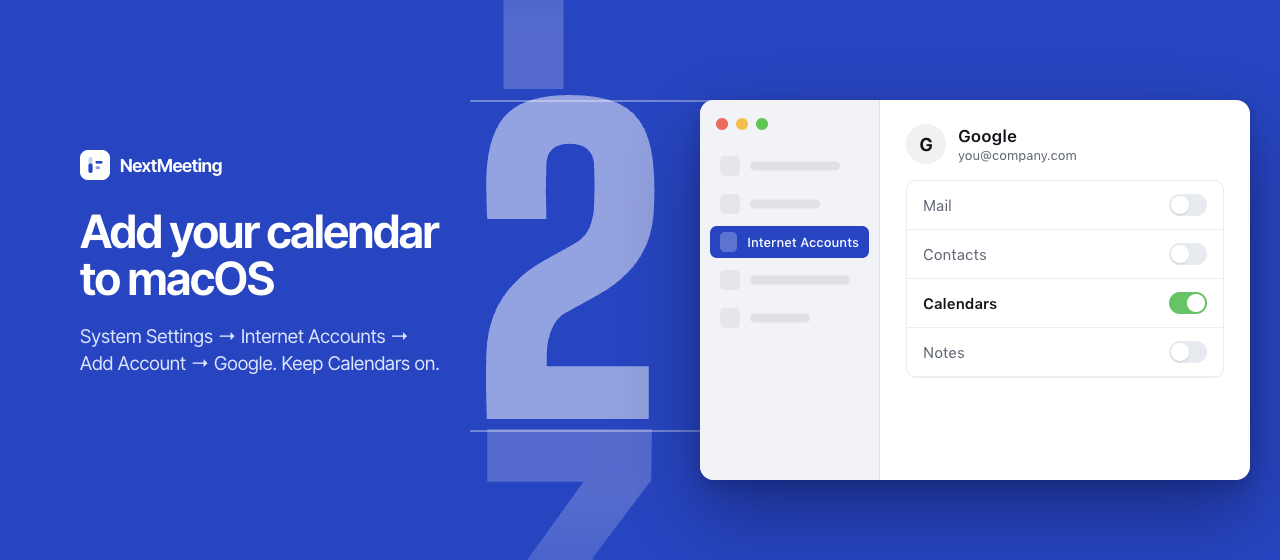 NextMeeting
Add your calendar
to macOS
System Settings → Internet Accounts →
Add Account → Google. Keep Calendars on.
2
Internet Accounts
G
Google
you@company.com
Mail
Contacts
Calendars
Notes